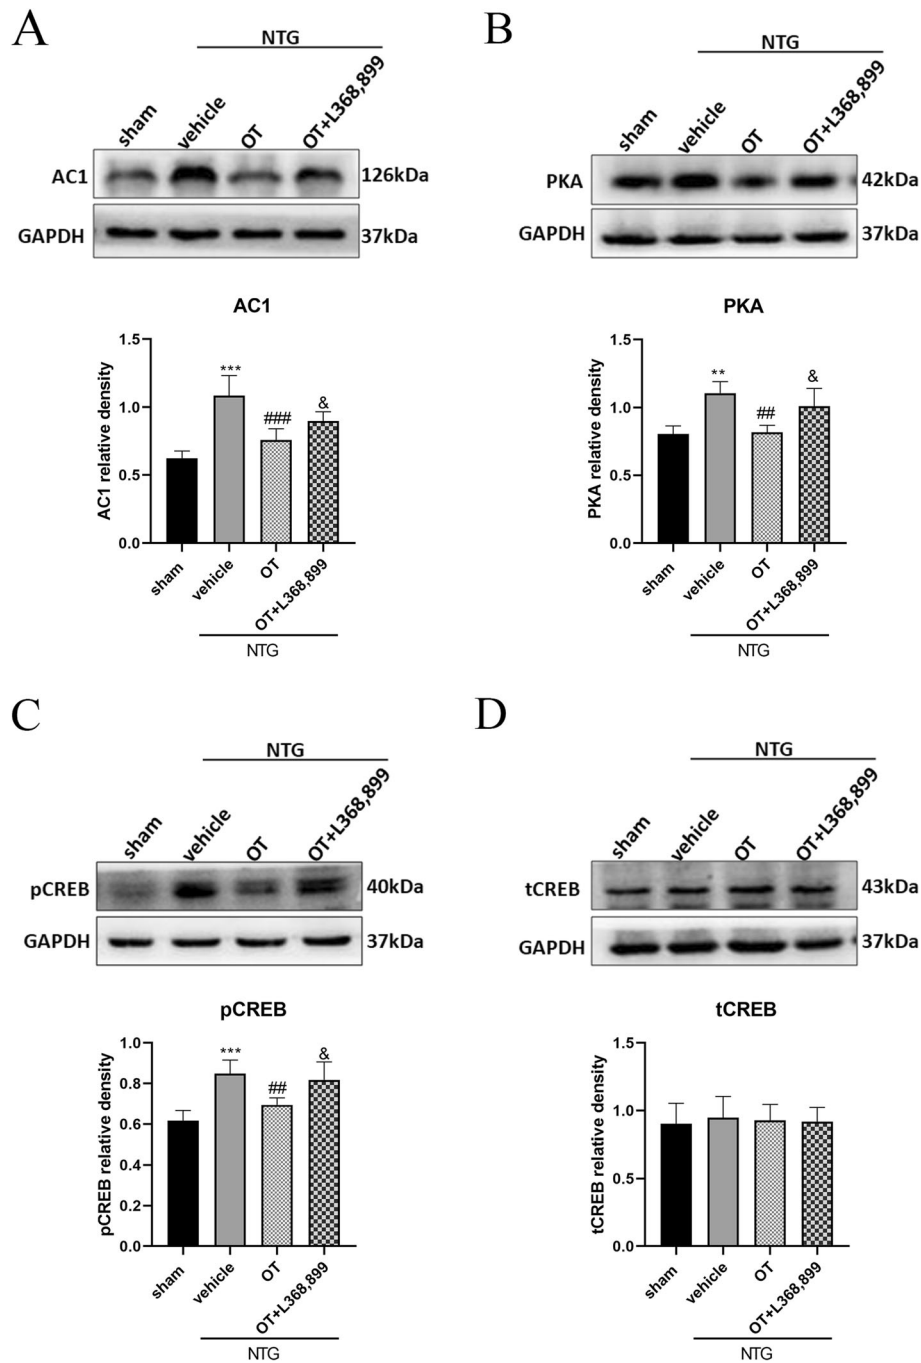 A
NTG
sham
vehicle
OT
OT+L368,899
AC1
126kDa
GAPDH
37kDa
AC1
AC1 relative density
1.5
1.0
0.5
0.0
***
###
&
sham
vehicle
OT
OT+L368,899
NTG
B
NTG
sham
vehicle
OT
OT+L368,899
PKA
42kDa
GAPDH
37kDa
PKA
PKA relative density
1.5
1.0
0.5
0.0
**
##
&
sham
vehicle
OT
OT+L368,899
NTG
C
NTG
sham
vehicle
OT
OT+L368,899
pCREB
40kDa
GAPDH
37kDa
pCREB
pCREB relative density
1.0
0.8
0.6
0.4
0.2
0.0
***
##
&
sham
vehicle
OT
OT+L368,899
NTG
D
NTG
sham
vehicle
OT
OT+L368,899
tCREB
43kDa
GAPDH
37kDa
tCREB
tCREB relative density
1.5
1.0
0.5
0.0
sham
vehicle
OT
OT+L368,899
NTG